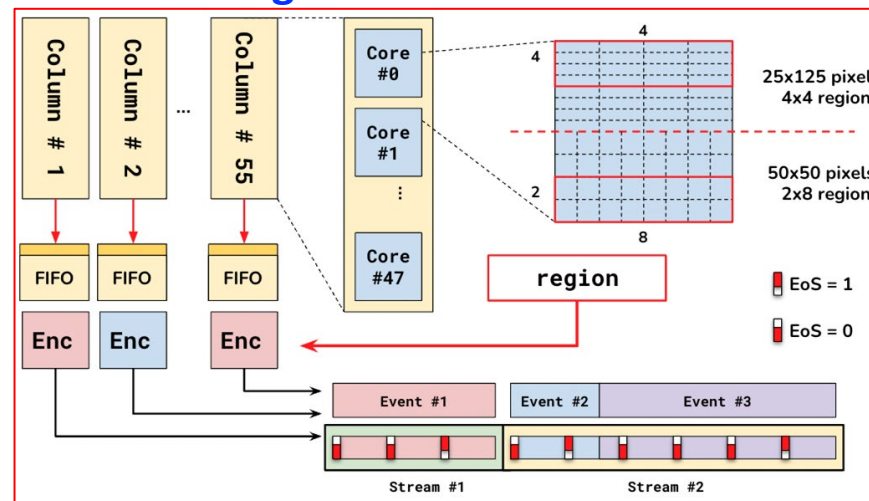 Column # 1
Column # 2
...
Column # 55
Core
#0
Core
#1
⋮
Core
#47
4
4
2
8
25x125 pixel
4x4 region
50x50 pixels
2x8 region
FIFO
FIFO
FIFO
Enc
Enc
Enc
region
EoS = 1
EoS = 0
Event #1
Event #2
Event #3
Stream #1
Stream #2